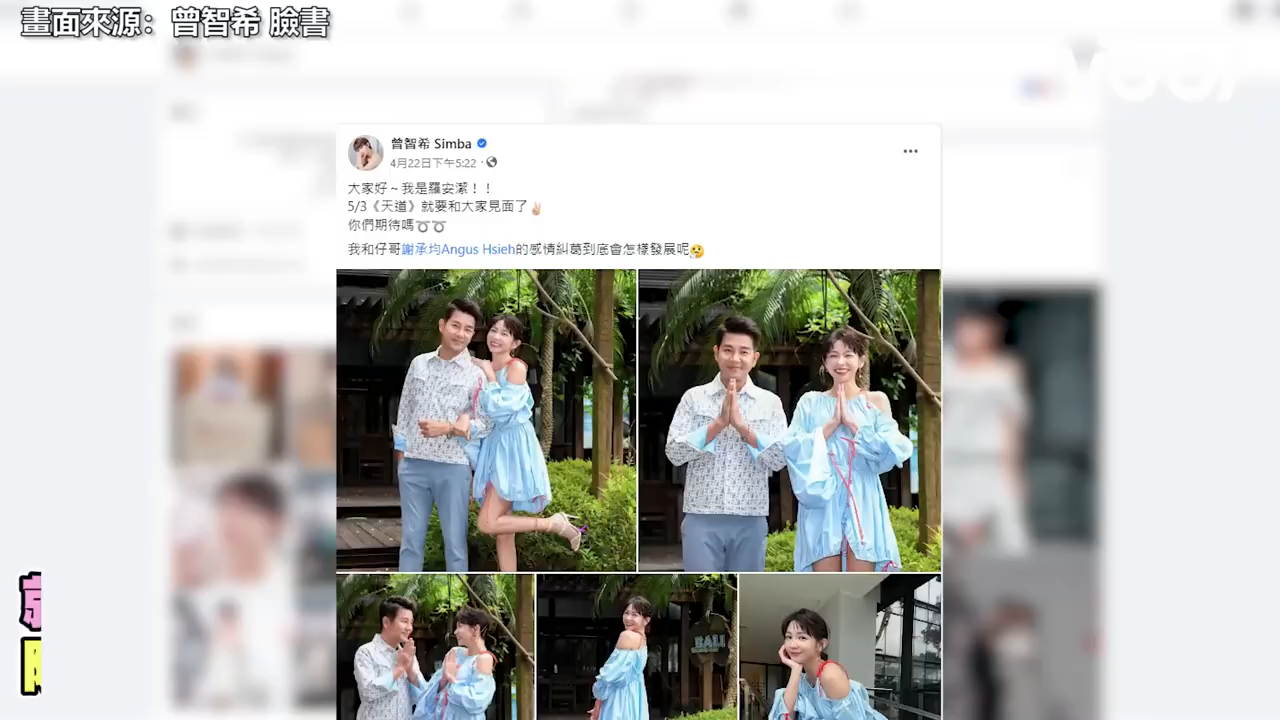 畫面來源：曾智希 臉書
曾智希 Simba
4月22日下午5:22
大家好~我是羅安潔！！
5/3《天道》就要和大家見面了✌🏻
你們期待嗎➰➰
我和仔哥謝承均Angus Hsieh的感情糾葛到底會怎樣發展呢🤔
BALI